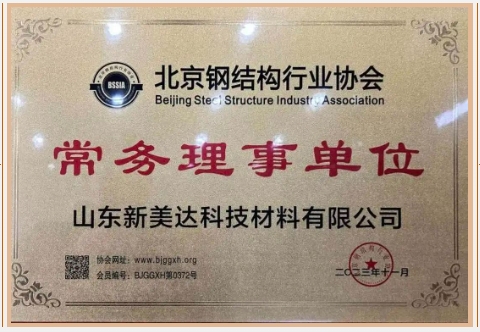 BSSIA
北京钢结构行业协会
Beijing Steel Structure Industry Association
常务理事单位
山东新美达科技材料有限公司
协会网址：www.bjggxh.org
会员编号：BJGGXH第0372号
二〇二三年十一月